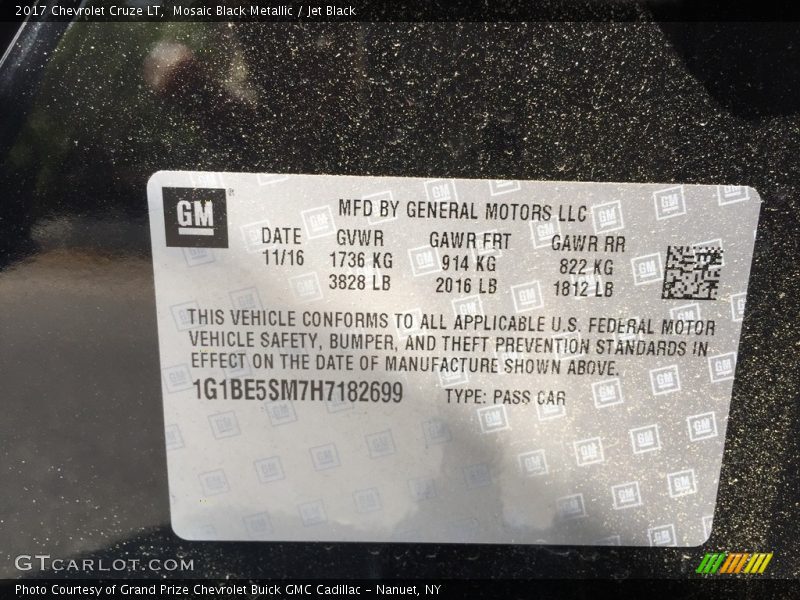 2017 Chevrolet Cruze LT, Mosaic Black Metallic / Jet Black
GM ®
MFD BY GENERAL MOTORS LLC
DATE GVWR GAWR FRT GAWR RR
11/16 1736 KG 914 KG 822 KG
3828 LB 2016 LB 1812 LB
THIS VEHICLE CONFORMS TO ALL APPLICABLE U.S. FEDERAL MOTOR
VEHICLE SAFETY, BUMPER, AND THEFT PREVENTION STANDARDS IN
EFFECT ON THE DATE OF MANUFACTURE SHOWN ABOVE.
1G1BE5SM7H7182699 TYPE: PASS CAR
GTCARLOT.COM
Photo Courtesy of Grand Prize Chevrolet Buick GMC Cadillac - Nanuet, NY